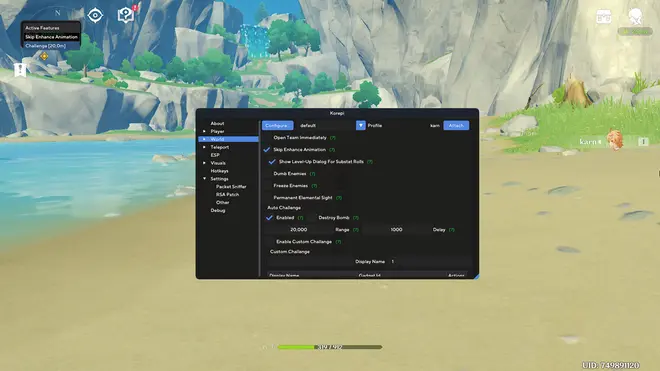 N
Active Features
Skip Enhance Animation
Challenge [20.0m]
Korepi
About
Player
World
Teleport
ESP
Visuals
Hotkeys
Settings
Packet Sniffer
RSA Patch
Other
Debug
Configure... default Profile karn Attach
Open Team Immediately (?)
Skip Enhance Animation (?)
Show Level-Up Dialog For Substat Rolls (?)
Dumb Enemies (?)
Freeze Enemies (?)
Permanent Elemental Sight (?)
Auto Challenge
Enabled (?) Destroy Bomb (?)
20,000 Range (?) 1000 Delay (?)
Enable Custom Challange (?)
Custom Challenge
Display Name 1
Display Name Gadget Id Actions
karn 1
UID: 749891120